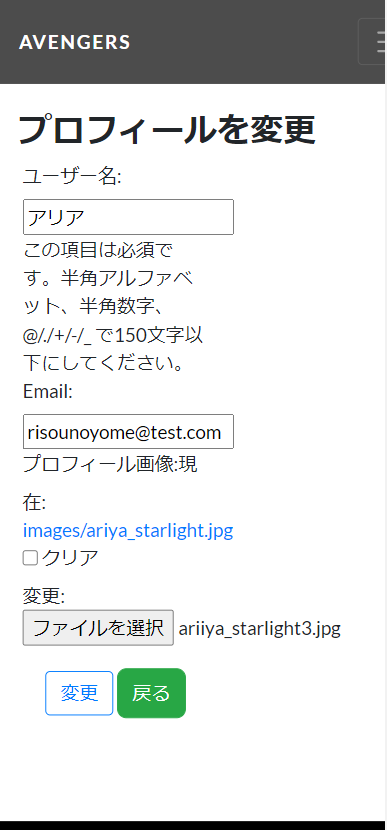 AVENGERS
プロフィールを変更
ユーザー名:
アリア
この項目は必須で
す。半角アルファベ
ット、半角数字、
@/./+/-/_ で150文字以
下にしてください。
Email:
risounoyome@test.com
プロフィール画像:現
在:
images/ariya_starlight.jpg
クリア
変更:
ファイルを選択 ariiya_starlight3.jpg
変更 戻る